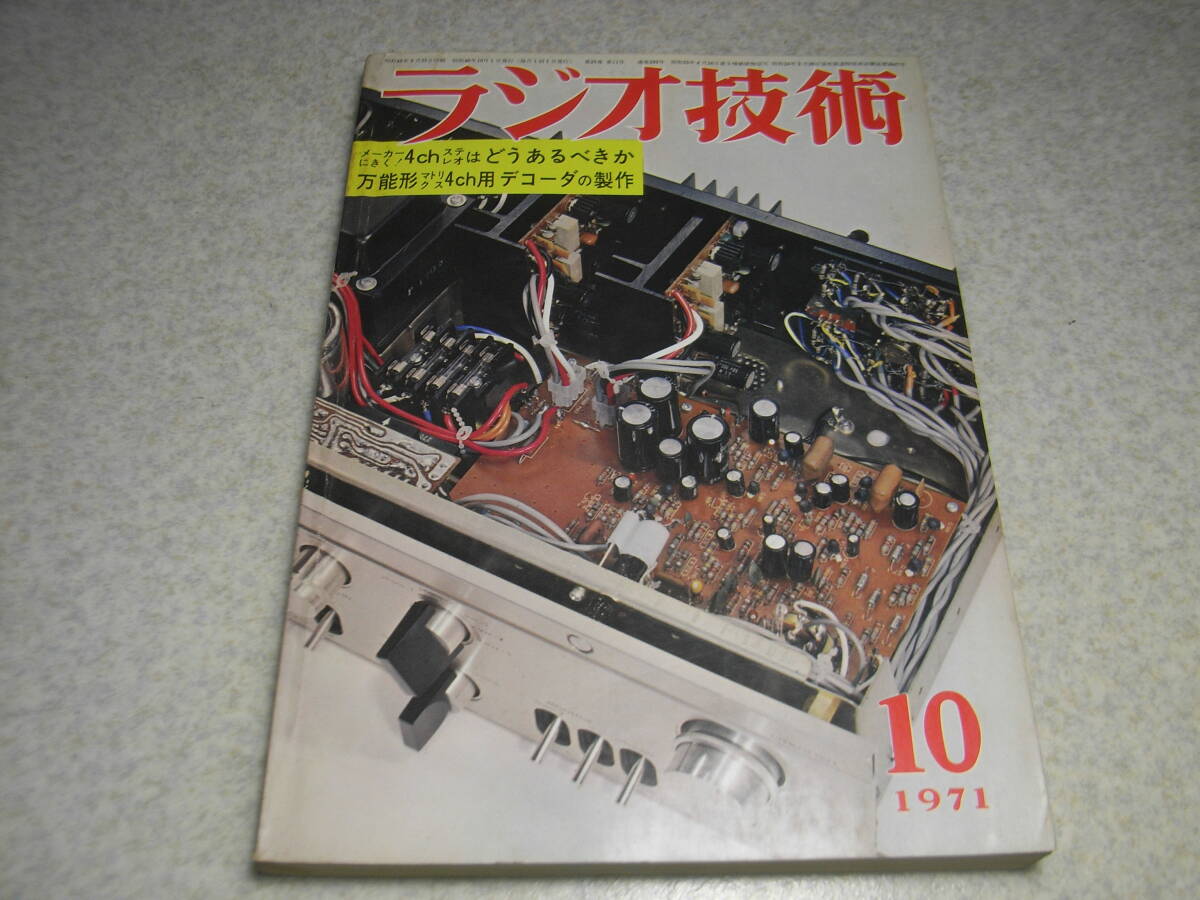 ラジオ技術
メーカーにきく!4chステレオはどうあるべきか
万能形マトリクス4ch用デコーダの製作
10
1971